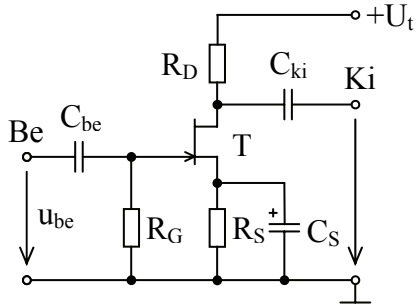 +U_t
R_D
C_ki
Ki
Be
C_be
T
u_be
R_G
R_S
+
C_S